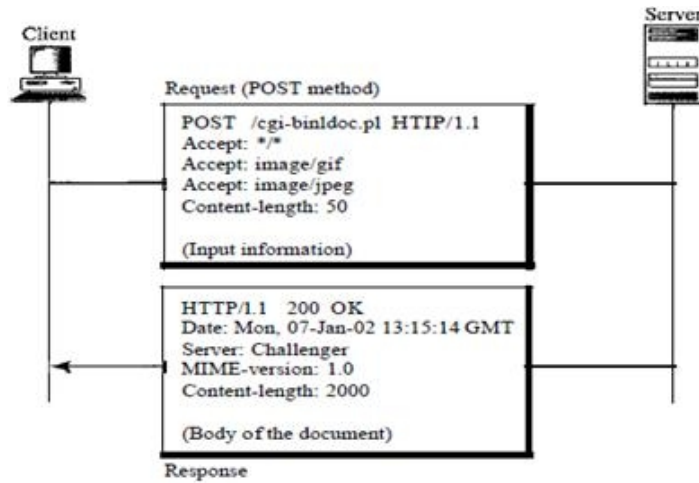 Client
Server
Request (POST method)
POST /cgi-binldoc.pl HTIP/1.1
Accept: */*
Accept: image/gif
Accept: image/jpeg
Content-length: 50
(Input information)
HTTP/1.1 200 OK
Date: Mon, 07-Jan-02 13:15:14 GMT
Server: Challenger
MIME-version: 1.0
Content-length: 2000
(Body of the document)
Response